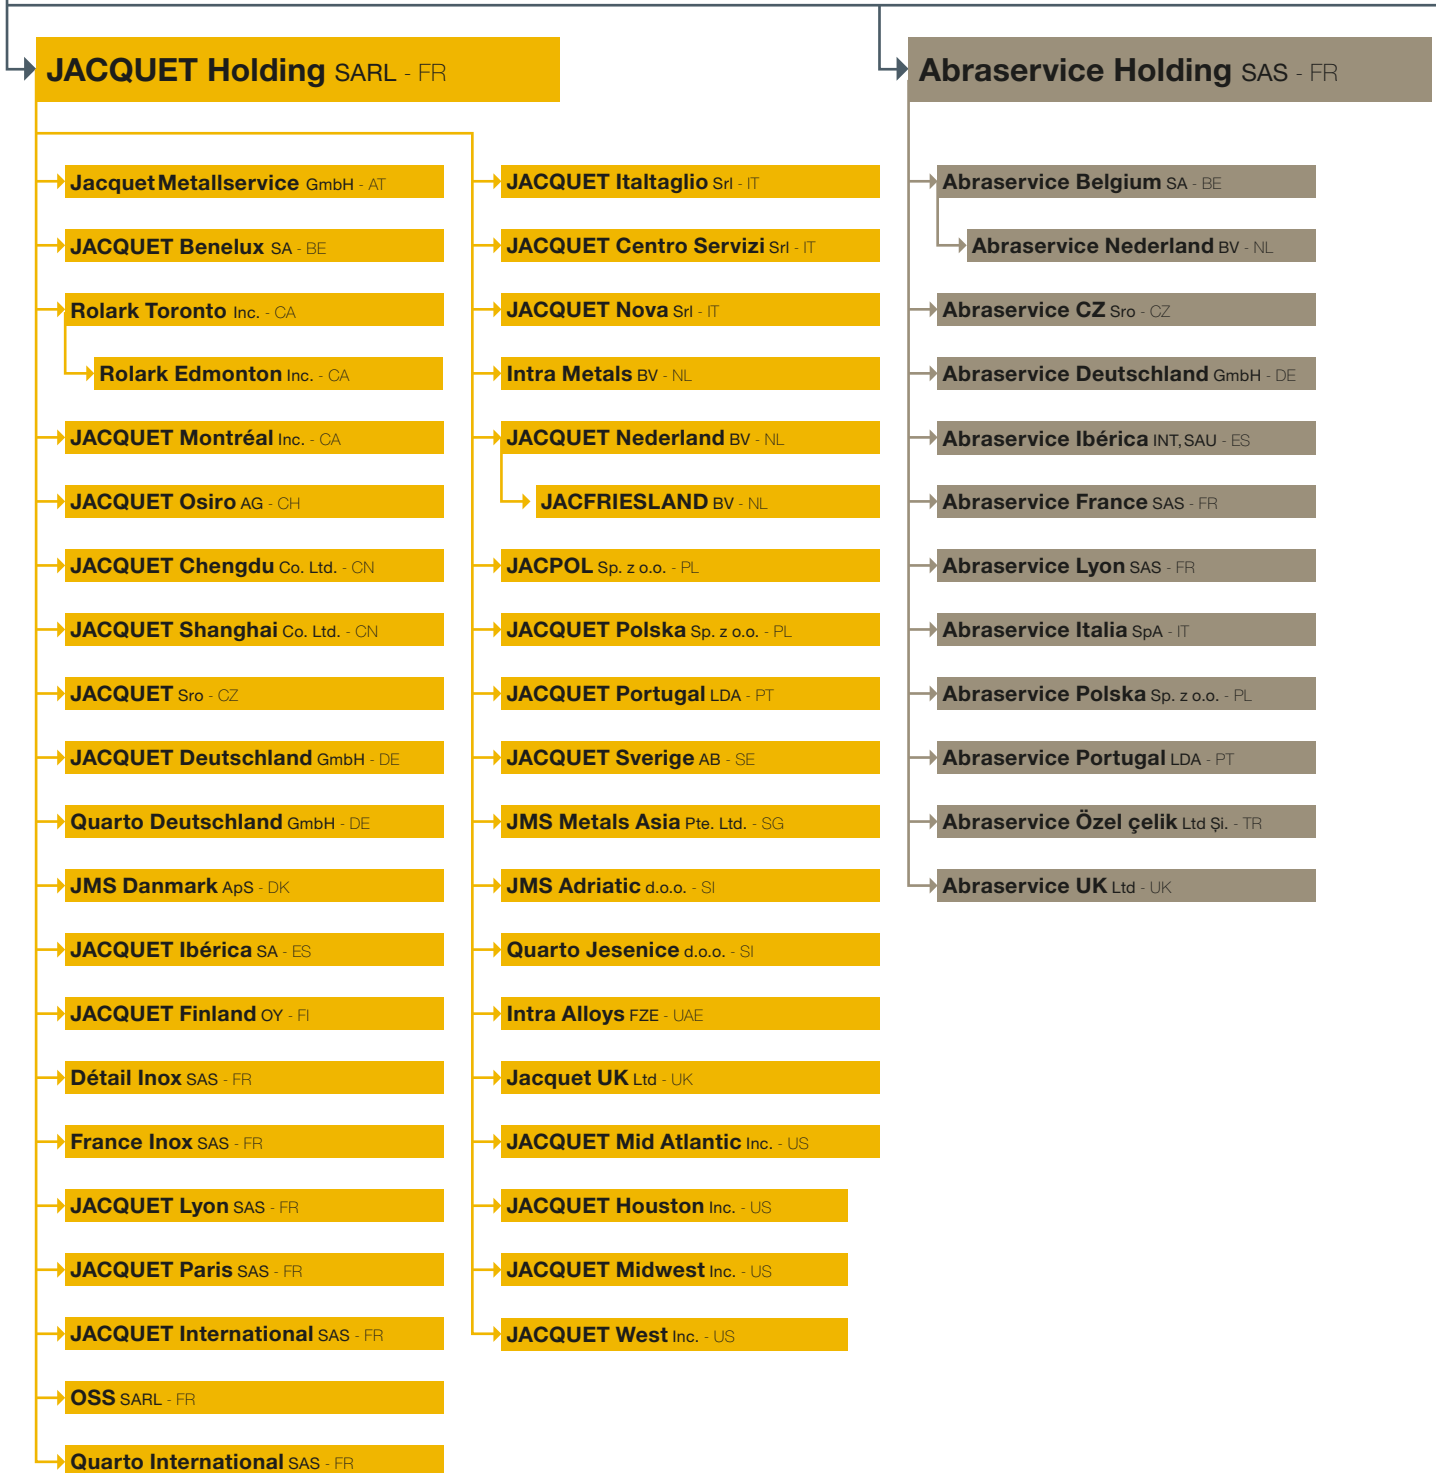 JACQUET Holding SARL - FR
Jacquet Metallservice GmbH - AT
JACQUET Benelux SA - BE
Rolark Toronto Inc. - CA
Rolark Edmonton Inc. - CA
JACQUET Montréal Inc. - CA
JACQUET Osiro AG - CH
JACQUET Chengdu Co. Ltd. - CN
JACQUET Shanghai Co. Ltd. - CN
JACQUET Sro - CZ
JACQUET Deutschland GmbH - DE
Quarto Deutschland GmbH - DE
JMS Danmark ApS - DK
JACQUET Ibérica SA - ES
JACQUET Finland OY - FI
Détail Inox SAS - FR
France Inox SAS - FR
JACQUET Lyon SAS - FR
JACQUET Paris SAS - FR
JACQUET International SAS - FR
OSS SARL - FR
Quarto International SAS - FR
JACQUET Italtaglio Srl - IT
JACQUET Centro Servizi Srl - IT
JACQUET Nova Srl - IT
Intra Metals BV - NL
JACQUET Nederland BV - NL
JACFRIESLAND BV - NL
JACPOL Sp. z o.o. - PL
JACQUET Polska Sp. z o.o. - PL
JACQUET Portugal LDA - PT
JACQUET Sverige AB - SE
JMS Metals Asia Pte. Ltd. - SG
JMS Adriatic d.o.o. - SI
Quarto Jesenice d.o.o. - SI
Intra Alloys FZE - UAE
Jacquet UK Ltd - UK
JACQUET Mid Atlantic Inc. - US
JACQUET Houston Inc. - US
JACQUET Midwest Inc. - US
JACQUET West Inc. - US
Abraservice Holding SAS - FR
Abraservice Belgium SA - BE
Abraservice Nederland BV - NL
Abraservice CZ Sro - CZ
Abraservice Deutschland GmbH - DE
Abraservice Ibérica INT, SAU - ES
Abraservice France SAS - FR
Abraservice Lyon SAS - FR
Abraservice Italia SpA - IT
Abraservice Polska Sp. z o.o. - PL
Abraservice Portugal LDA - PT
Abraservice Özel çelik Ltd Și. - TR
Abraservice UK Ltd - UK